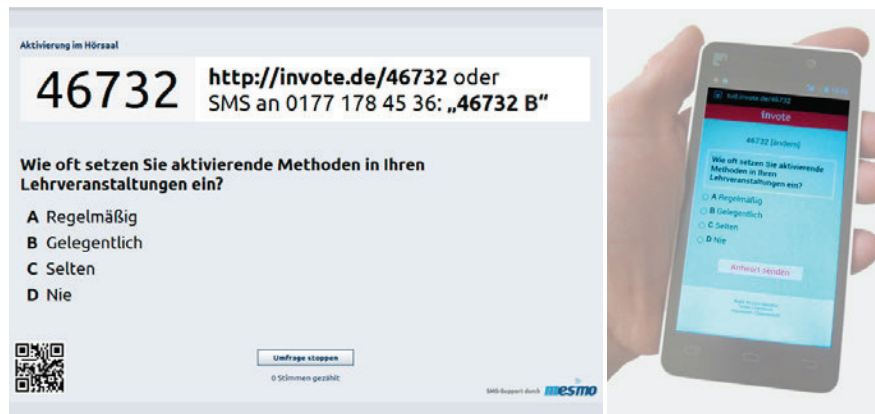 Aktivierung im Hörsaal
46732
http://invote.de/46732 oder
SMS an 0177 178 45 36: „46732 B“
Wie oft setzen Sie aktivierende Methoden in Ihren
Lehrveranstaltungen ein?
A Regelmäßig
B Gelegentlich
C Selten
D Nie
Umfrage stoppen
0 Stimmen gezählt
SMS-Support durch mesmo
invote
46732 [ändern]
Wie oft setzen Sie aktivierende
Methoden in Ihren
Lehrveranstaltungen ein?
A Regelmäßig
B Gelegentlich
C Selten
D Nie
Antwort senden